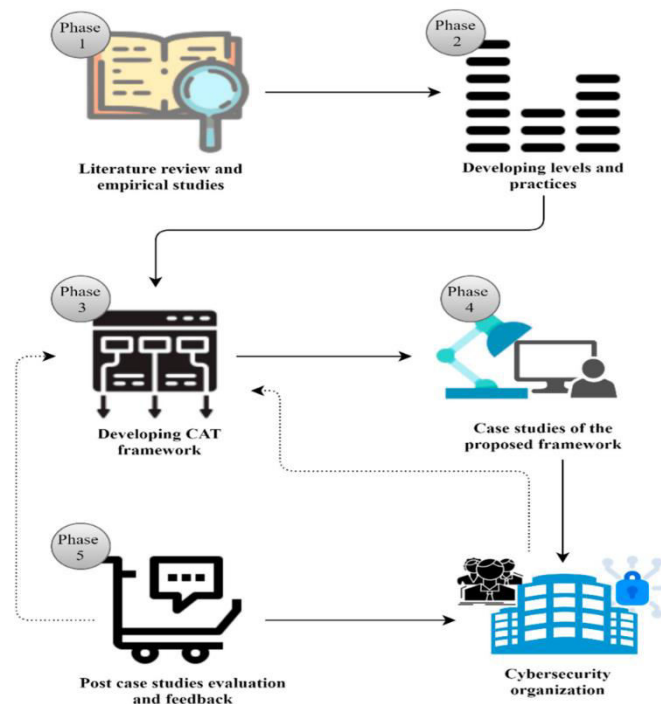 Phase
1
Literature review and
empirical studies
Phase
2
Developing levels and
practices
Phase
3
Developing CAT
framework
Phase
4
Case studies of the
proposed framework
Phase
5
Post case studies evaluation
and feedback
Cybersecurity
organization